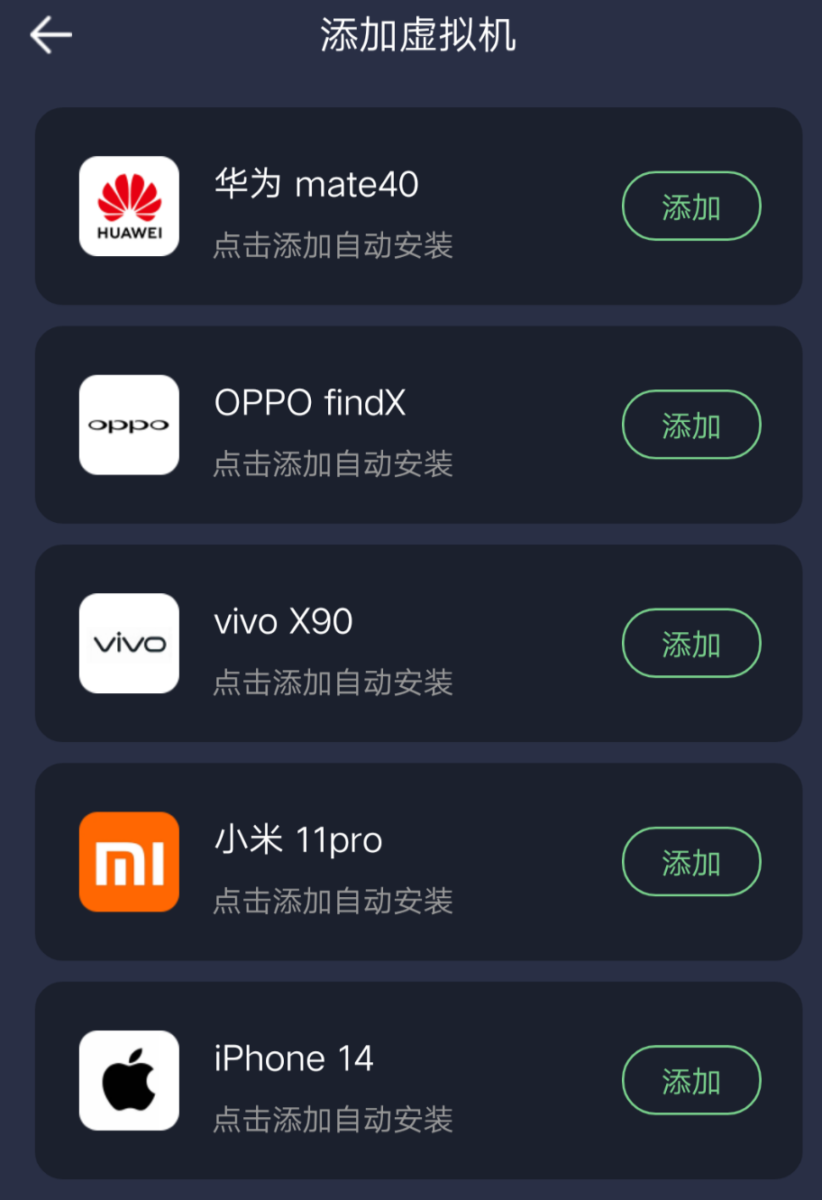 添加虚拟机
华为 mate40
HUAWEI
点击添加自动安装
添加
OPPO findX
oppo
点击添加自动安装
添加
vivo X90
vivo
点击添加自动安装
添加
小米 11pro
mi
点击添加自动安装
添加
iPhone 14
点击添加自动安装
添加